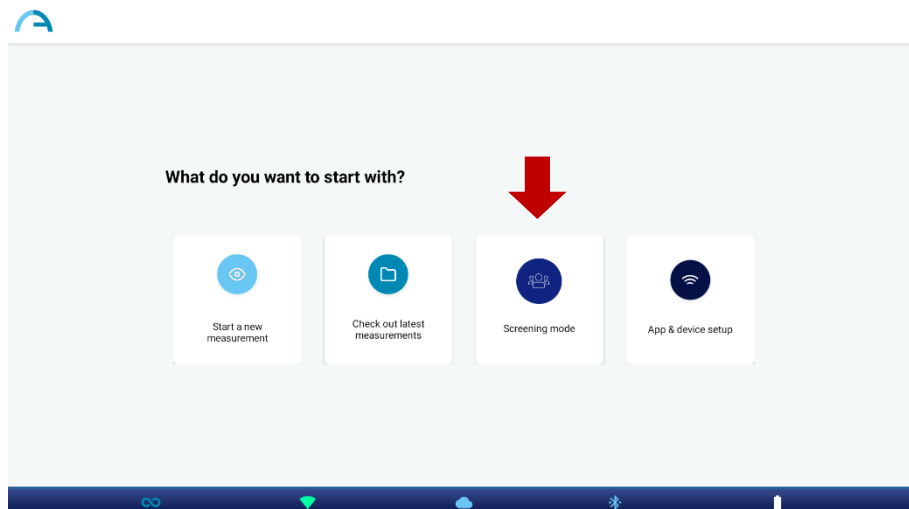 What do you want to start with?
Start a new
measurement
Check out latest
measurements
Screening mode
App & device setup